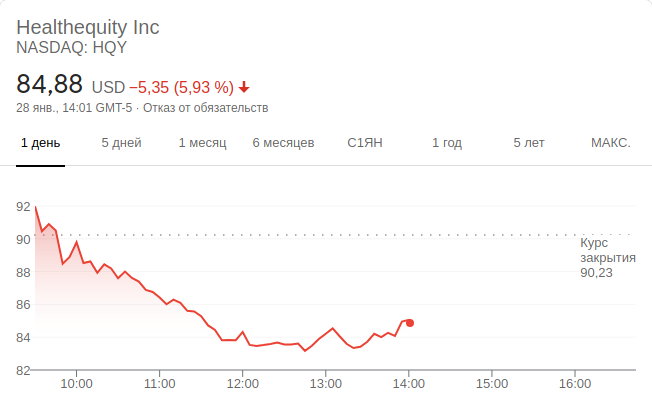 Healthequity Inc
NASDAQ: HQY
84,88 USD −5,35 (5,93 %)
28 янв., 14:01 GMT-5 · Отказ от обязательств
1 день 5 дней 1 месяц 6 месяцев С1ЯН 1 год 5 лет МАКС.
92
90
88
86
84
82
Курс
закрытия
90,23
10:00 11:00 12:00 13:00 14:00 15:00 16:00